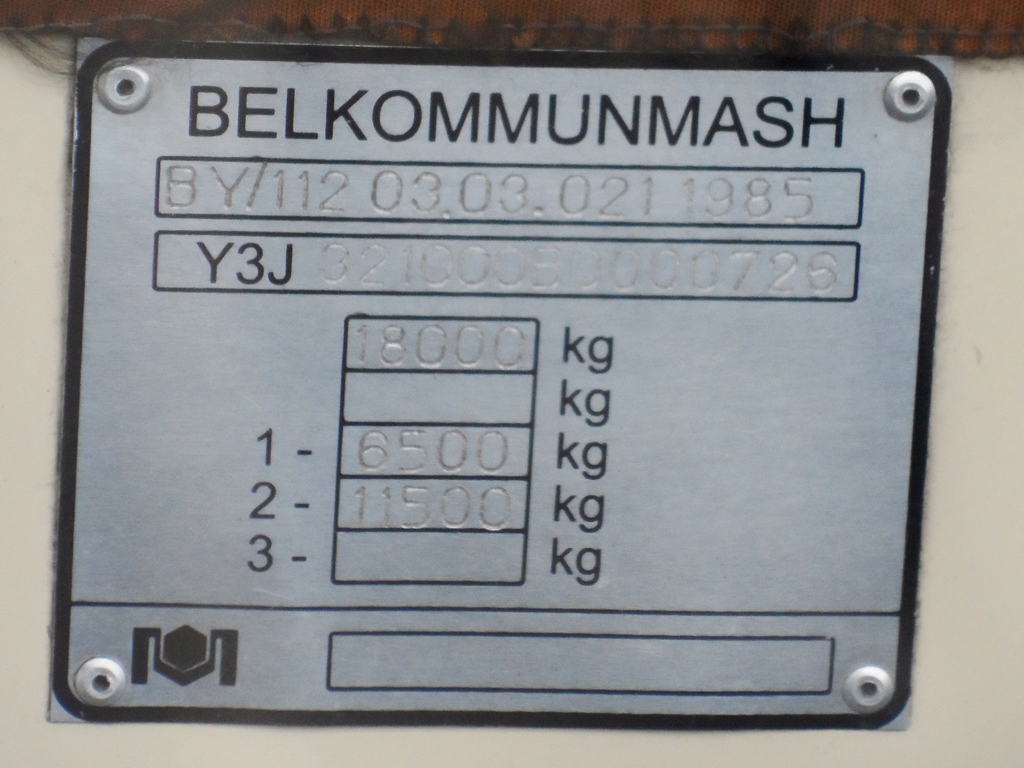 BELKOMMUNMASH
BY/112 03.03.021 1985
Y3J 321000B0000726
18000 kg
kg
1 - 6500 kg
2 - 11500 kg
3 - kg